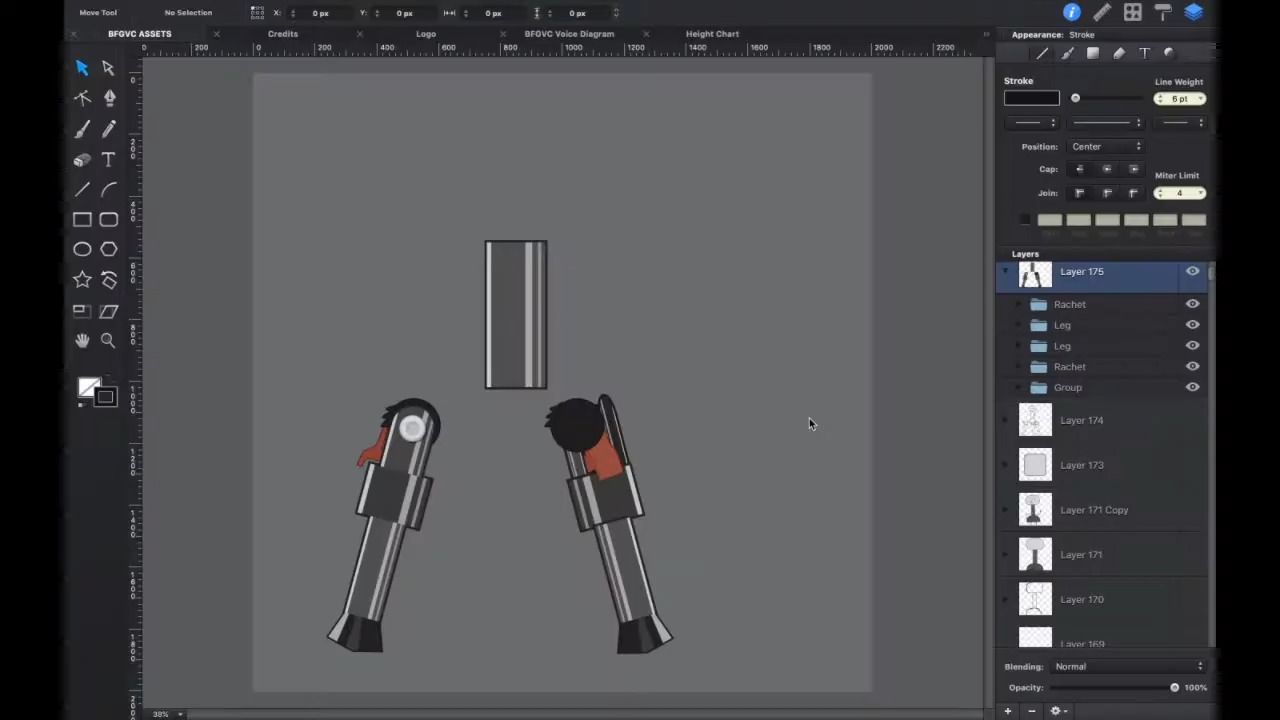 Move Tool No Selection X: 0 px Y: 0 px 0 px 0 px
BFGVC ASSETS Credits Logo BFGVC Voice Diagram Height Chart
0 200 0 200 400 600 800 1000 1200 1400 1600 1800 2000 2200
Appearance: Stroke
Stroke Line Weight
6 pt
Position: Center
Cap:
Miter Limit
Join: 4
Layers
Layer 175
Rachet
Leg
Leg
Rachet
Group
Layer 174
Layer 173
Layer 171 Copy
Layer 171
Layer 170
Layer 169
Blending: Normal
Opacity: 100%
38%